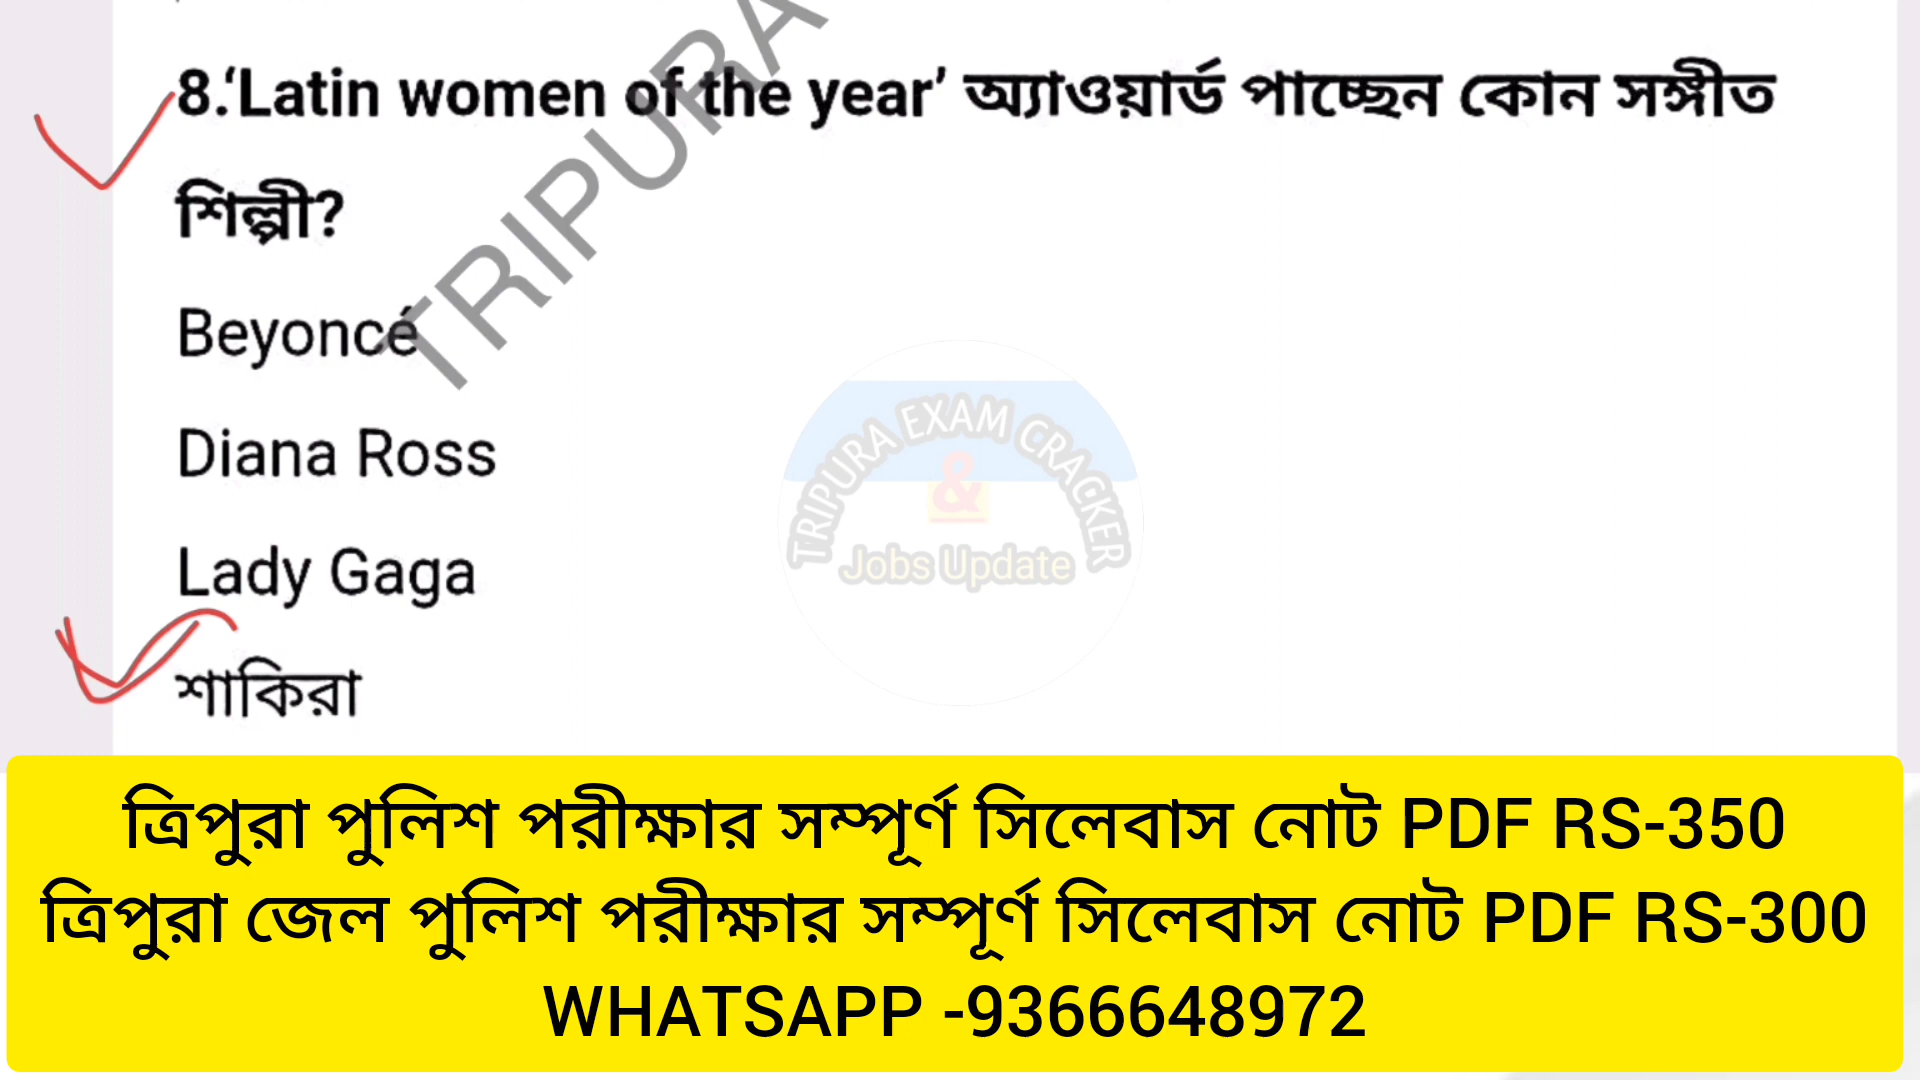 8.‘Latin women of the year’ অ্যাওয়ার্ড পাচ্ছেন কোন সঙ্গীত
শিল্পী?
Beyoncé
Diana Ross
Lady Gaga
শাকিরা
TRIPURA
TRIPURA EXAM CRACKER
&
Jobs Update
ত্রিপুরা পুলিশ পরীক্ষার সম্পূর্ণ সিলেবাস নোট PDF RS-350
ত্রিপুরা জেল পুলিশ পরীক্ষার সম্পূর্ণ সিলেবাস নোট PDF RS-300
WHATSAPP -9366648972